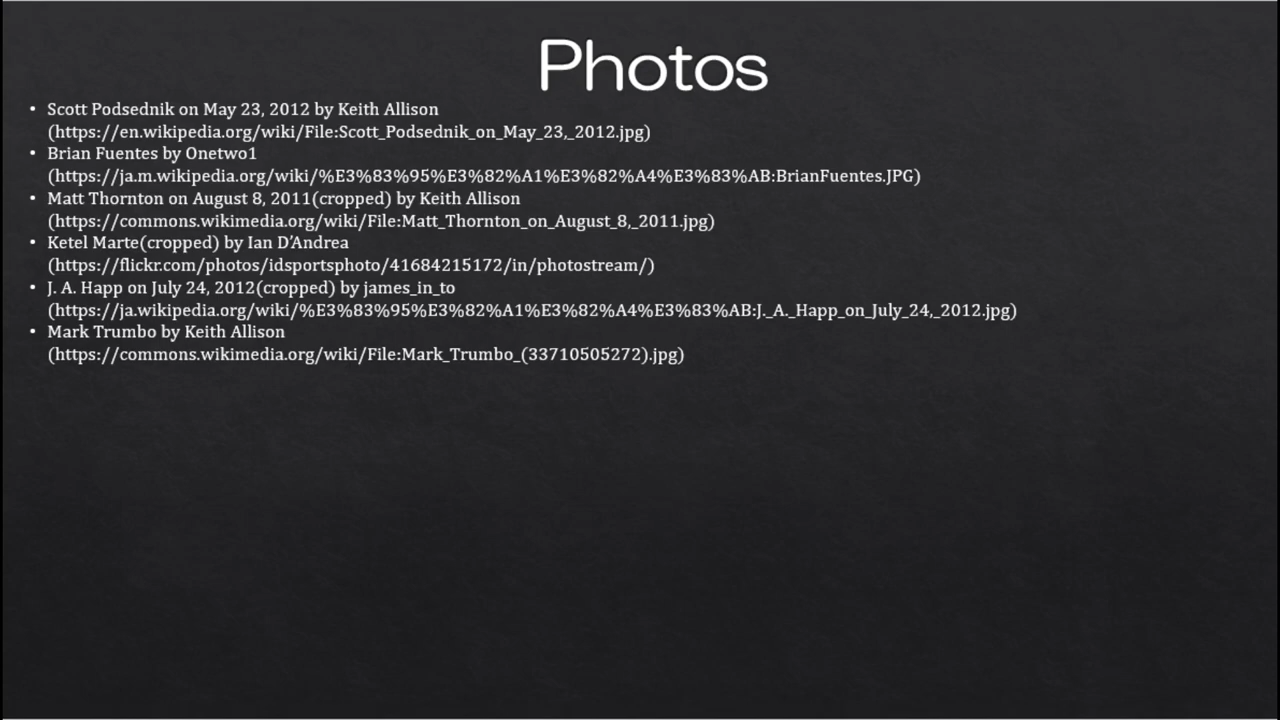 Photos
• Scott Podsednik on May 23, 2012 by Keith Allison
(https://en.wikipedia.org/wiki/File:Scott_Podsednik_on_May_23,_2012.jpg)
• Brian Fuentes by Onetwo1
(https://ja.m.wikipedia.org/wiki/%E3%83%95%E3%82%A1%E3%82%A4%E3%83%AB:BrianFuentes.JPG)
• Matt Thornton on August 8, 2011(cropped) by Keith Allison
(https://commons.wikimedia.org/wiki/File:Matt_Thornton_on_August_8,_2011.jpg)
• Ketel Marte(cropped) by Ian D’Andrea
(https://flickr.com/photos/idsportsphoto/41684215172/in/photostream/)
• J. A. Happ on July 24, 2012(cropped) by james_in_to
(https://ja.wikipedia.org/wiki/%E3%83%95%E3%82%A1%E3%82%A4%E3%83%AB:J._A._Happ_on_July_24,_2012.jpg)
• Mark Trumbo by Keith Allison
(https://commons.wikimedia.org/wiki/File:Mark_Trumbo_(33710505272).jpg)